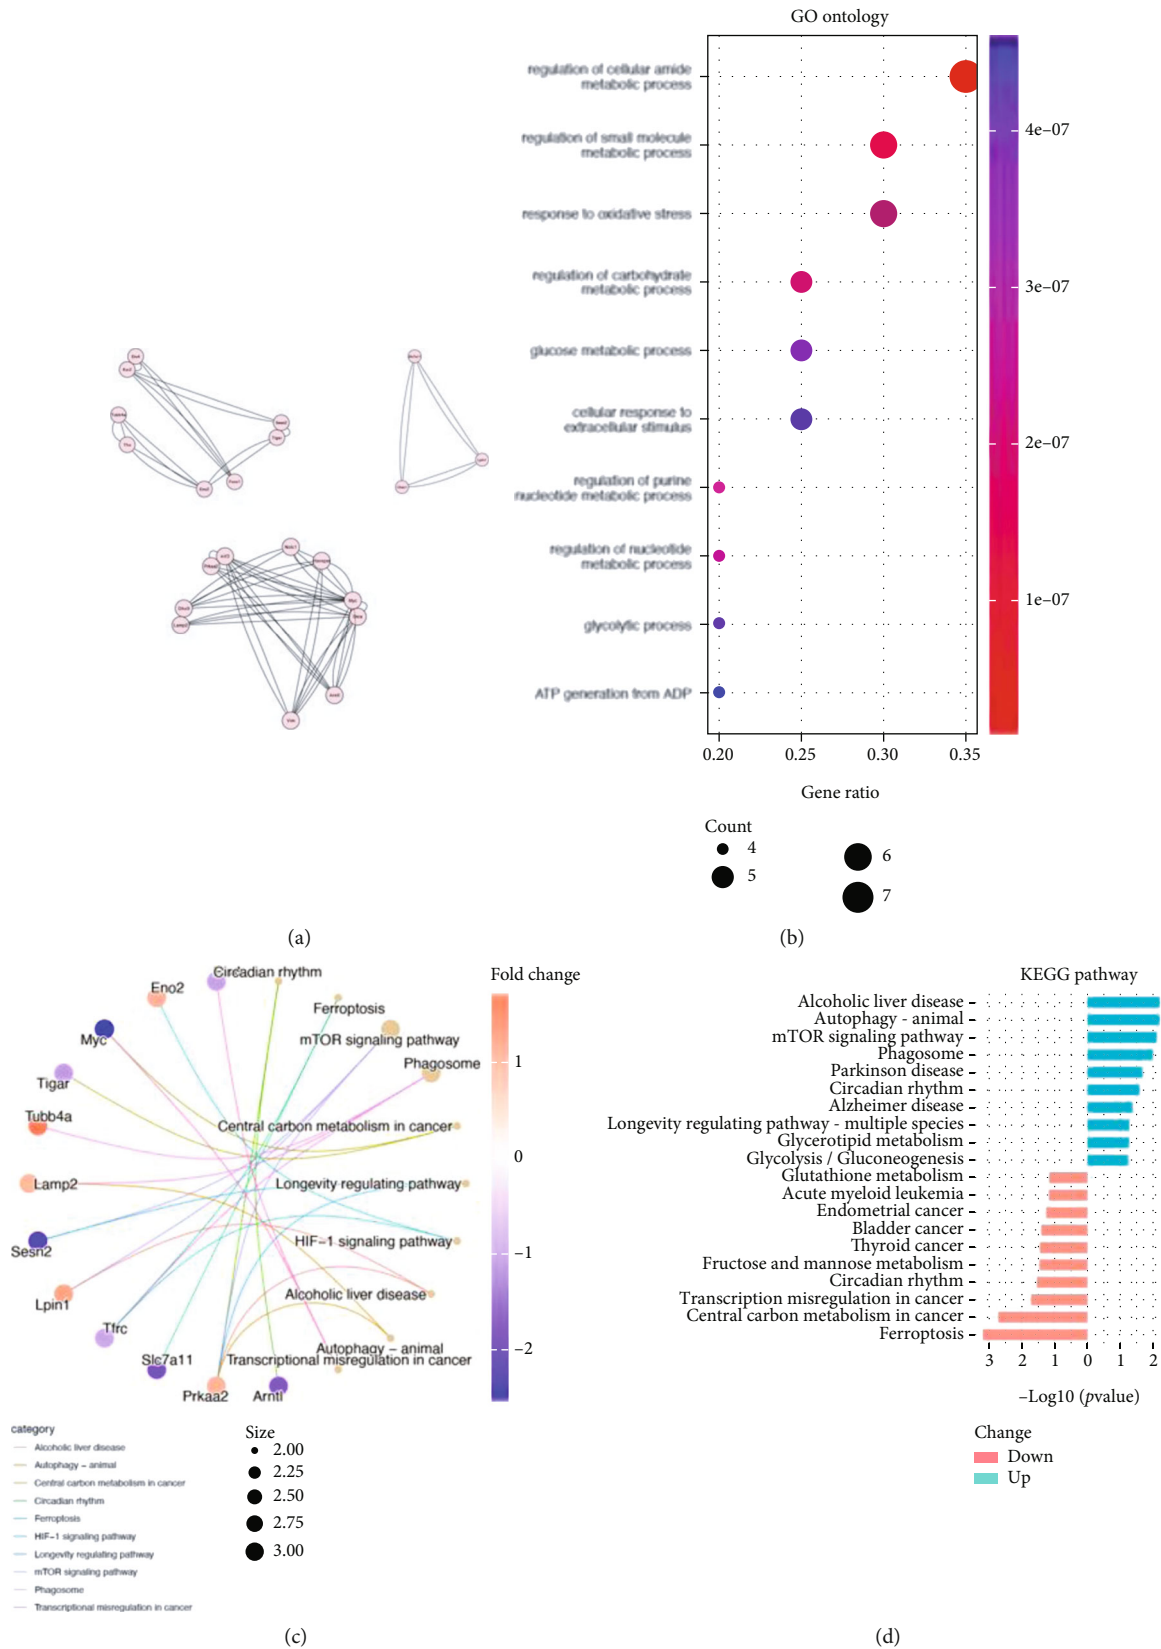 GO ontology
regulation of cellular amide
metabolic process
regulation of small molecule
metabolic process
response to oxidative stress
regulation of carbohydrate
metabolic process
glucose metabolic process
cellular response to
extracellular stimulus
regulation of purine
nucleotide metabolic process
regulation of nucleotide
metabolic process
glycolytic process
ATP generation from ADP
4e−07
3e−07
2e−07
1e−07
0.20 0.25 0.30 0.35
Gene ratio
Count
4
5
6
7
(a)
(b)
Circadian rhythm
Ferroptosis
mTOR signaling pathway
Phagosome
Central carbon metabolism in cancer
Longevity regulating pathway
HIF−1 signaling pathway
Alcoholic liver disease
Autophagy − animal
Transcriptional misregulation in cancer
Eno2
Myc
Tigar
Tubb4a
Lamp2
Sesn2
Lpin1
Tfrc
Slc7a11
Prkaa2
Arntl
Fold change
1
0
−1
−2
category
Alcoholic liver disease
Autophagy − animal
Central carbon metabolism in cancer
Circadian rhythm
Ferroptosis
HIF−1 signaling pathway
Longevity regulating pathway
mTOR signaling pathway
Phagosome
Transcriptional misregulation in cancer
Size
2.00
2.25
2.50
2.75
3.00
(c)
KEGG pathway
Alcoholic liver disease
Autophagy - animal
mTOR signaling pathway
Phagosome
Parkinson disease
Circadian rhythm
Alzheimer disease
Longevity regulating pathway - multiple species
Glycerotipid metabolism
Glycolysis / Gluconeogenesis
Glutathione metabolism
Acute myeloid leukemia
Endometrial cancer
Bladder cancer
Thyroid cancer
Fructose and mannose metabolism
Circadian rhythm
Transcription misregulation in cancer
Central carbon metabolism in cancer
Ferroptosis
3 2 1 0 1 2
−Log10 (pvalue)
Change
Down
Up
(d)